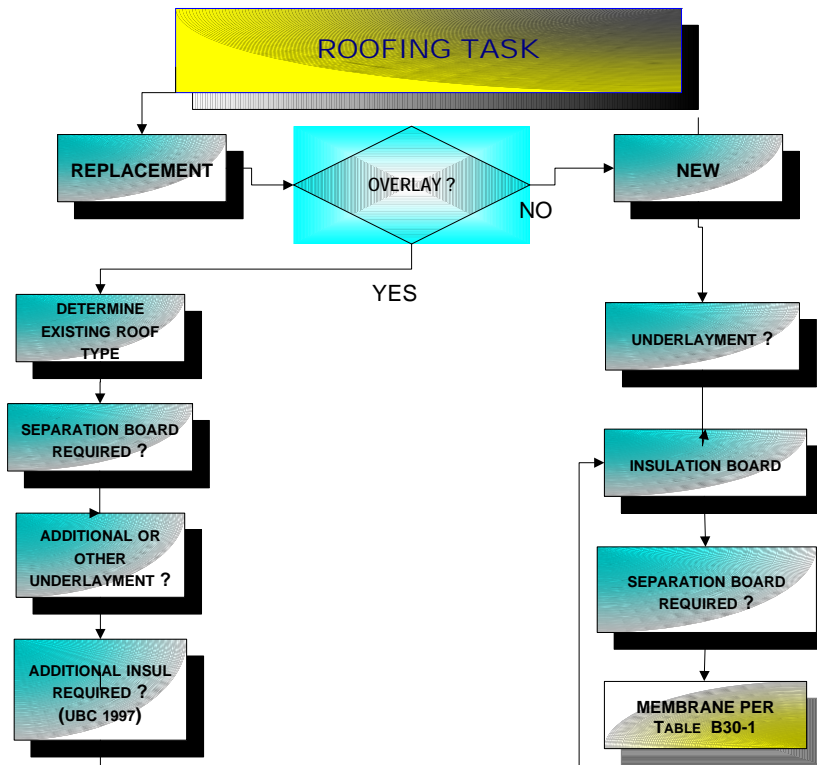 ROOFING TASK
REPLACEMENT
OVERLAY ?
NO
NEW
YES
DETERMINE
EXISTING ROOF
TYPE
SEPARATION BOARD
REQUIRED ?
ADDITIONAL OR
OTHER
UNDERLAYMENT ?
ADDITIONAL INSUL
REQUIRED ?
(UBC 1997)
UNDERLAYMENT ?
INSULATION BOARD
SEPARATION BOARD
REQUIRED ?
MEMBRANE PER
TABLE B30-1